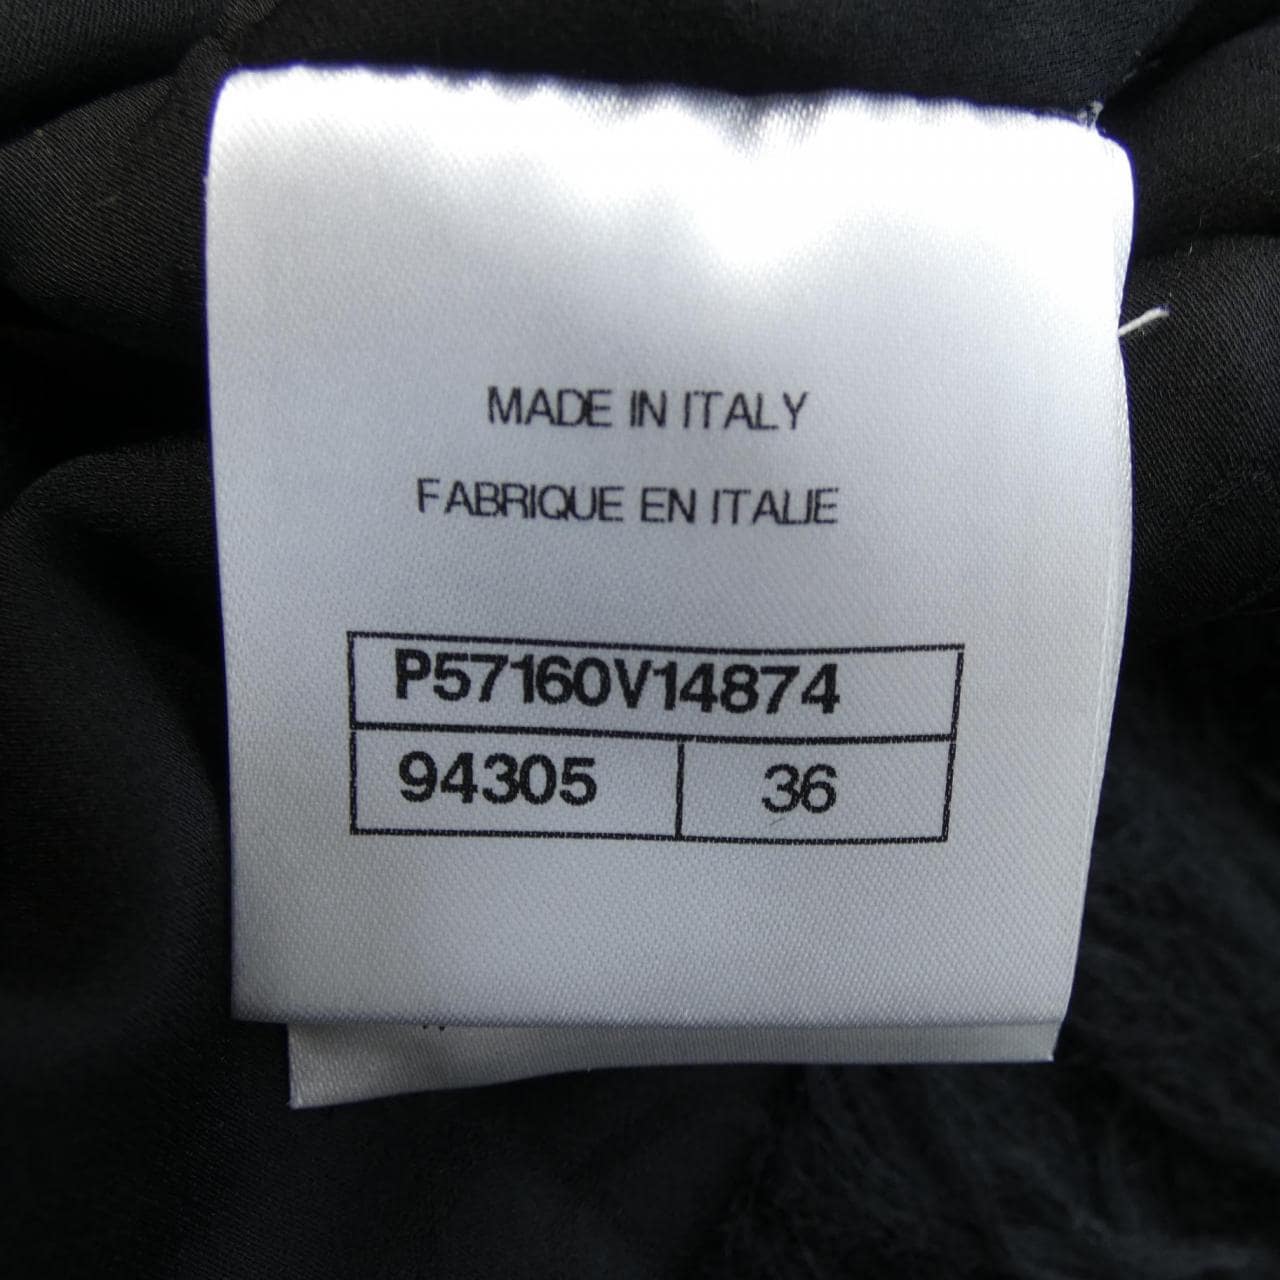 MADE IN ITALY
FABRIQUE EN ITALIE
P57160V14874
94305 36